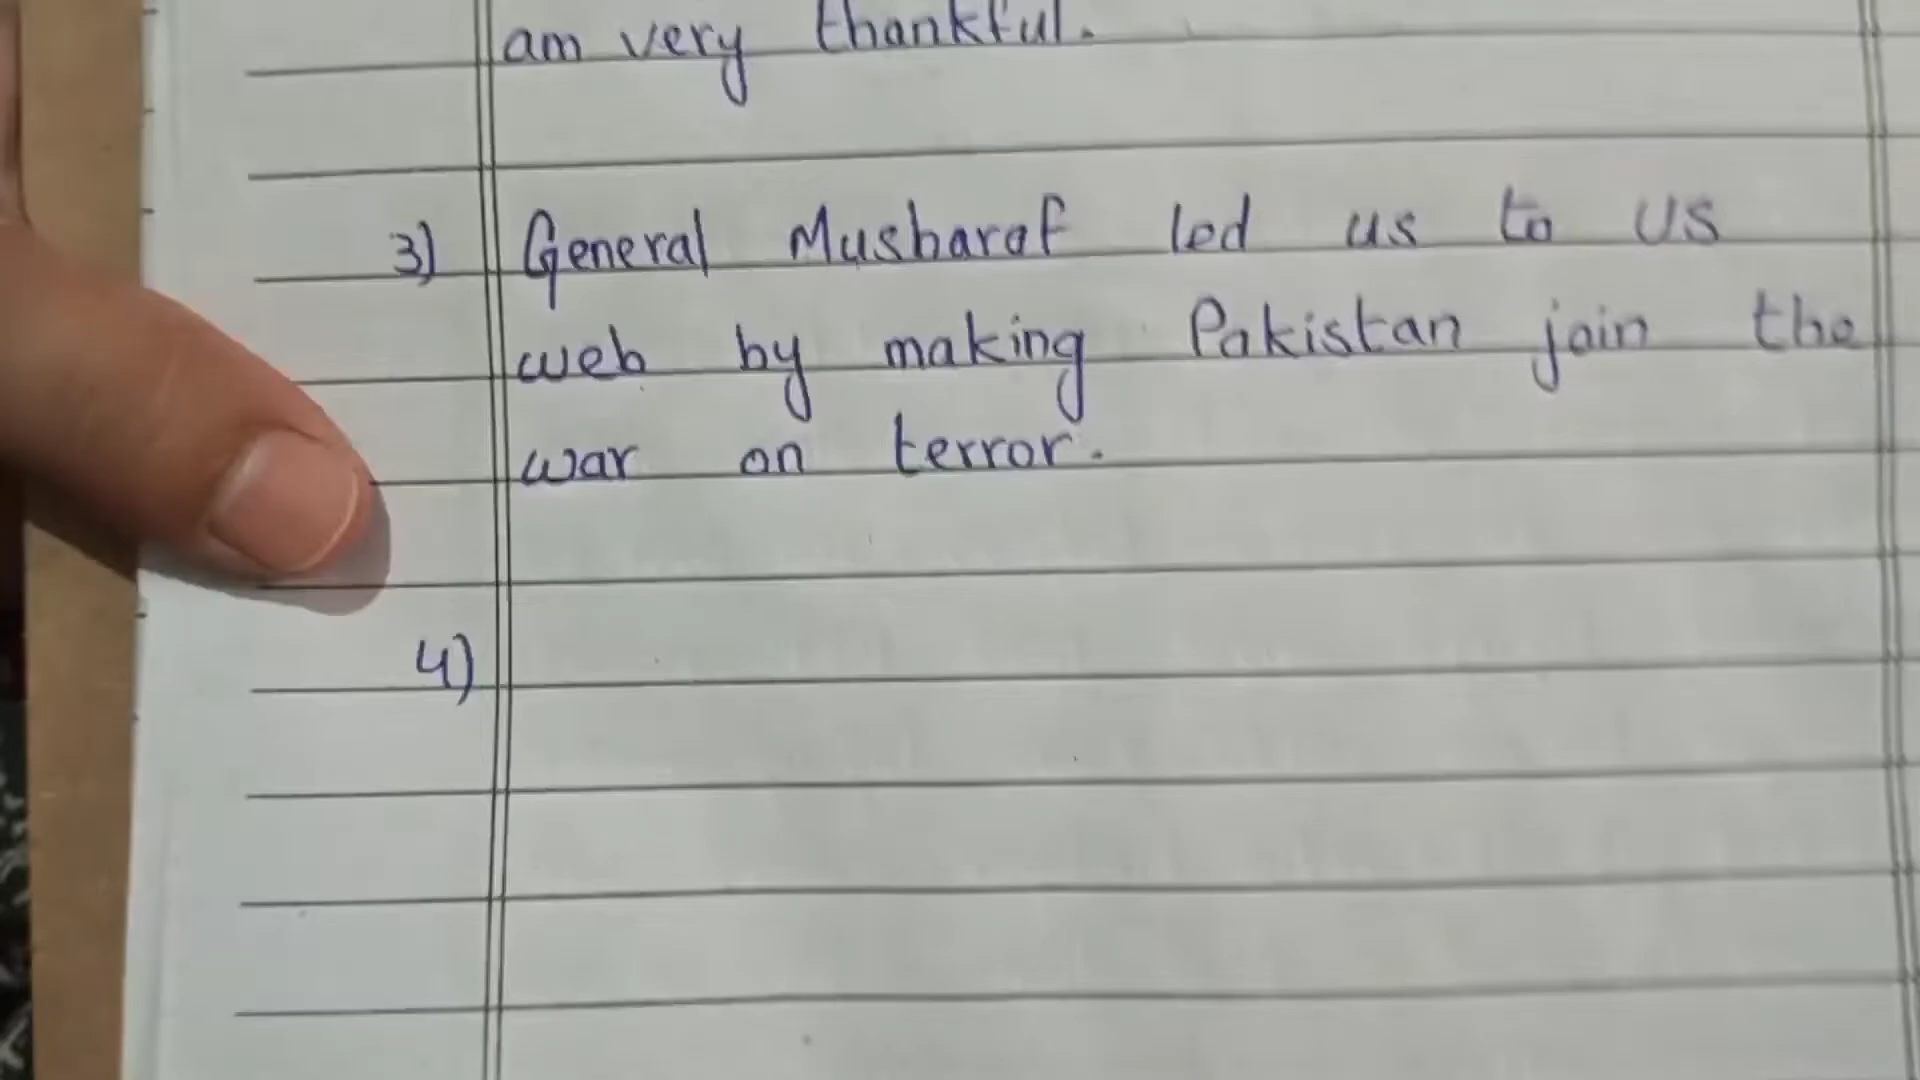 am very thankful.
3) General Musharaf led us to US
web by making Pakistan join the
war on terror.
4)